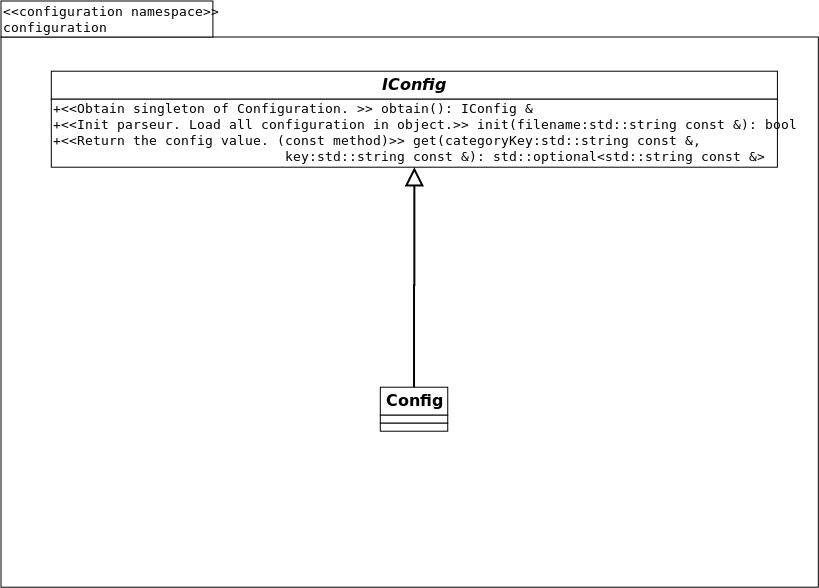 <<configuration namespace>>
configuration
IConfig
+<<Obtain singleton of Configuration. >> obtain(): IConfig &
+<<Init parseur. Load all configuration in object.>> init(filename:std::string const &): bool
+<<Return the config value. (const method)>> get(categoryKey:std::string const &,
key:std::string const &): std::optional<std::string const &>
Config